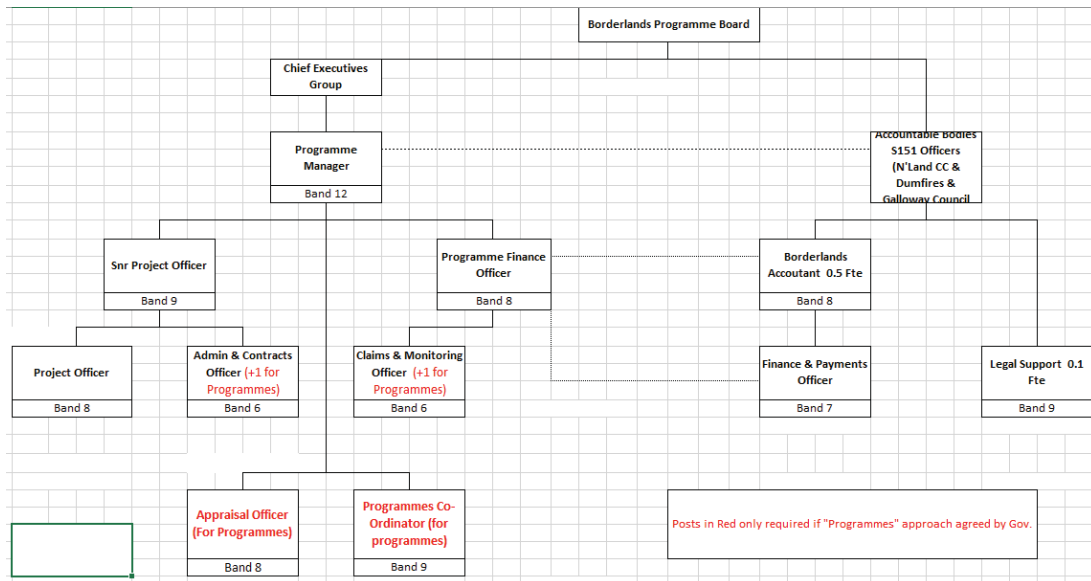 Borderlands Programme Board
Chief Executives
Group
Programme
Manager
Band 12
Accountable Bodies
S151 Officers
(N'Land CC &
Dumfires &
Galloway Council
Snr Project Officer
Band 9
Programme Finance
Officer
Band 8
Borderlands
Accoutant 0.5 Fte
Band 8
Project Officer
Band 8
Admin & Contracts
Officer (+1 for
Programmes)
Band 6
Claims & Monitoring
Officer (+1 for
Programmes)
Band 6
Finance & Payments
Officer
Band 7
Legal Support 0.1
Fte
Band 9
Appraisal Officer
(For Programmes)
Band 8
Programmes Co-
Ordinator (for
programmes)
Band 9
Posts in Red only required if "Programmes" approach agreed by Gov.